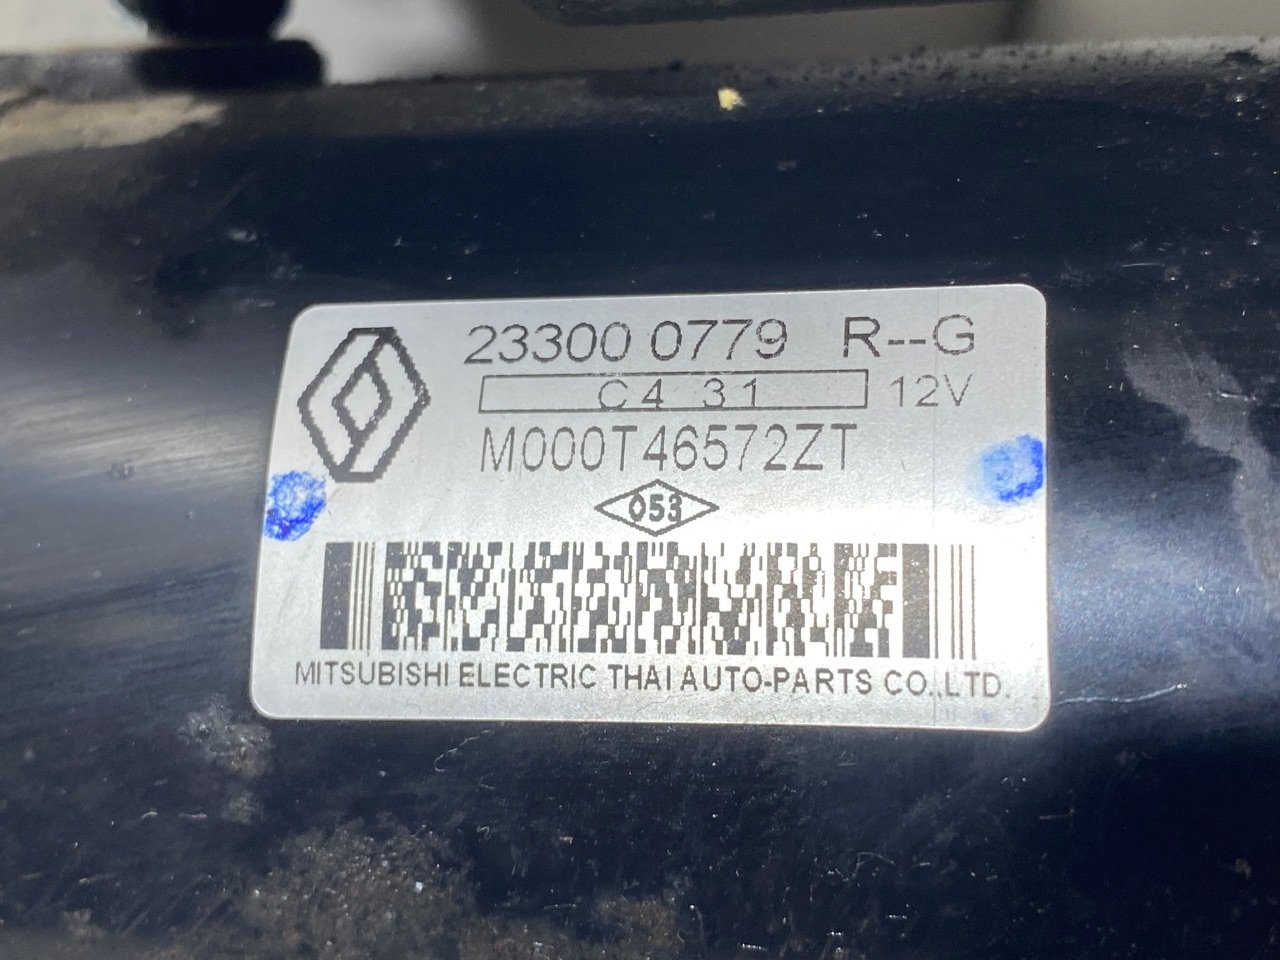 23300 0779 R--G
C4 31 12V
M000T46572ZT
053
MITSUBISHI ELECTRIC THAI AUTO-PARTS CO.,LTD.